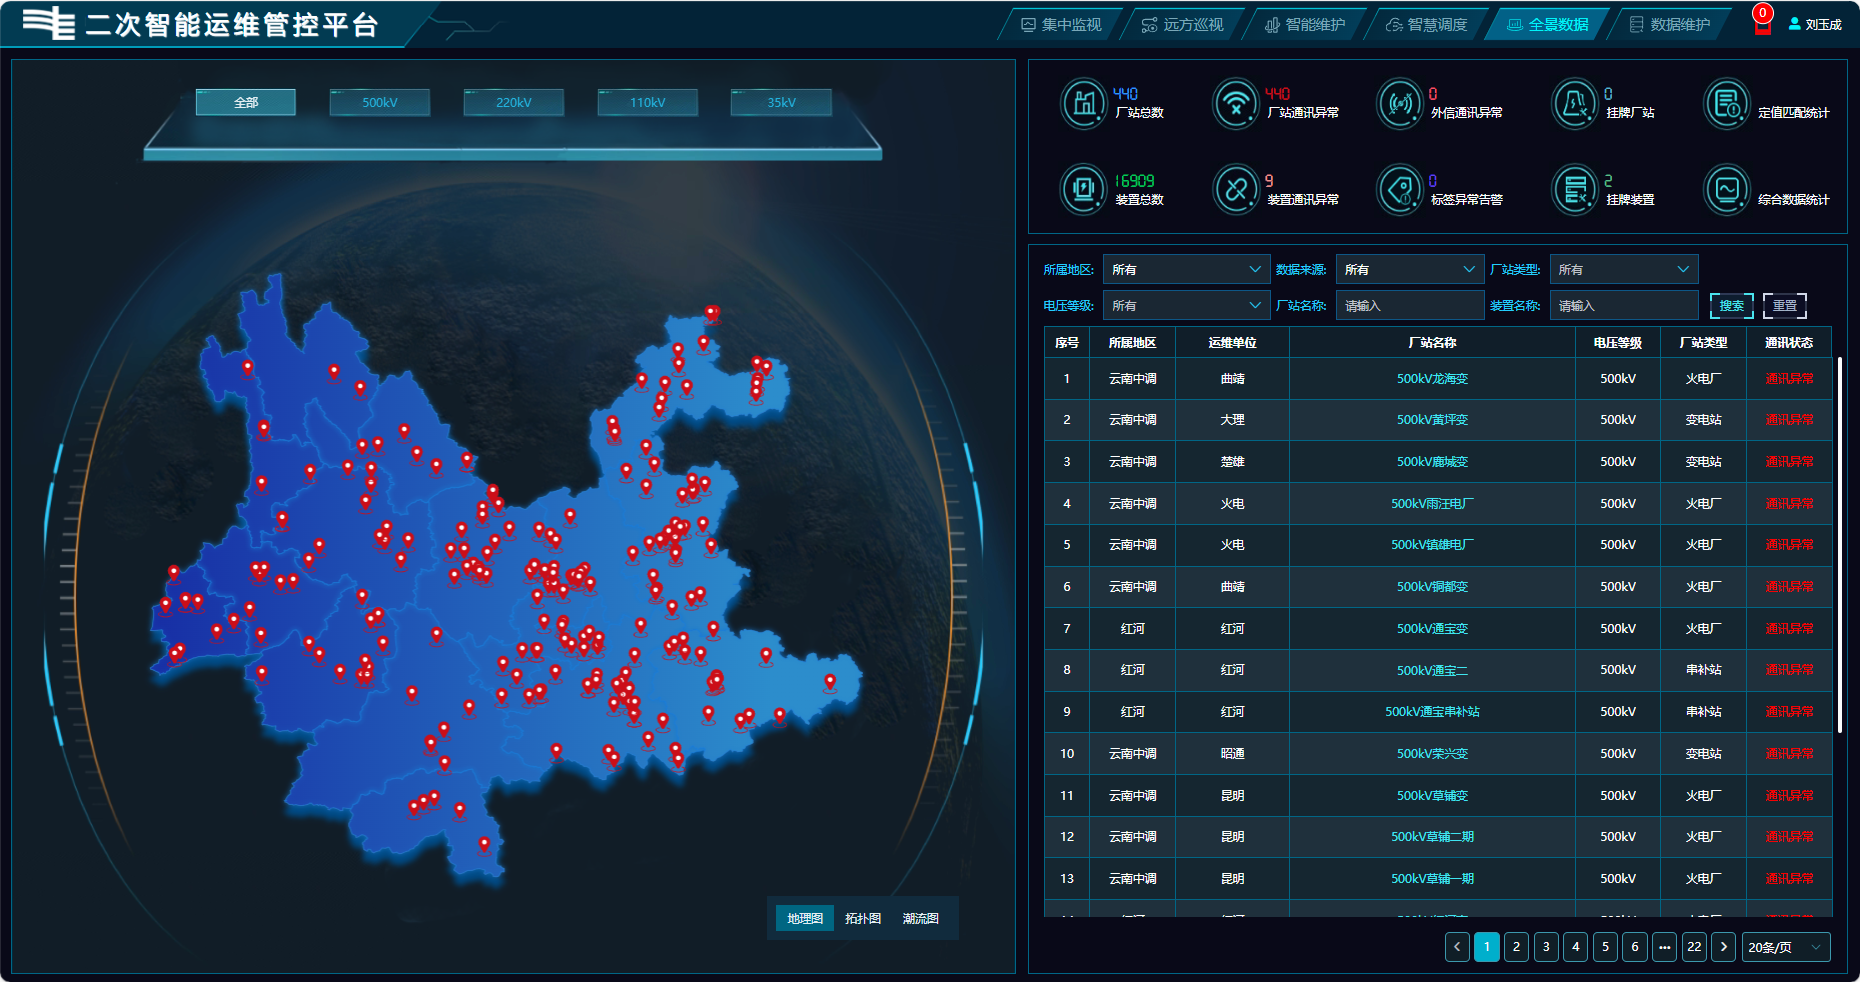 二次智能运维管控平台
集中监视 远方巡视 智能维护 智慧调度 全景数据 数据维护 0 刘玉成
全部 500kV 220kV 110kV 35kV
440 厂站总数
440 厂站通讯异常
0 外信通讯异常
0 挂牌厂站
定值匹配统计
16909 装置总数
9 装置通讯异常
0 标签异常告警
2 挂牌装置
综合数据统计
所属地区: 所有 数据来源: 所有 厂站类型: 所有
电压等级: 所有 厂站名称: 请输入 装置名称: 请输入 搜索 重置
序号 所属地区 运维单位 厂站名称 电压等级 厂站类型 通讯状态
1 云南中调 曲靖 500kV龙海变 500kV 火电厂 通讯异常
2 云南中调 大理 500kV黄坪变 500kV 变电站 通讯异常
3 云南中调 楚雄 500kV鹿城变 500kV 变电站 通讯异常
4 云南中调 火电 500kV雨汪电厂 500kV 火电厂 通讯异常
5 云南中调 火电 500kV镇雄电厂 500kV 火电厂 通讯异常
6 云南中调 曲靖 500kV铜都变 500kV 火电厂 通讯异常
7 红河 红河 500kV通宝变 500kV 火电厂 通讯异常
8 红河 红河 500kV通宝二 500kV 串补站 通讯异常
9 红河 红河 500kV通宝串补站 500kV 串补站 通讯异常
10 云南中调 昭通 500kV荣兴变 500kV 变电站 通讯异常
11 云南中调 昆明 500kV草铺变 500kV 火电厂 通讯异常
12 云南中调 昆明 500kV草铺二期 500kV 火电厂 通讯异常
13 云南中调 昆明 500kV草铺一期 500kV 火电厂 通讯异常
地理图 拓扑图 潮流图
1 2 3 4 5 6 ••• 22 20条/页